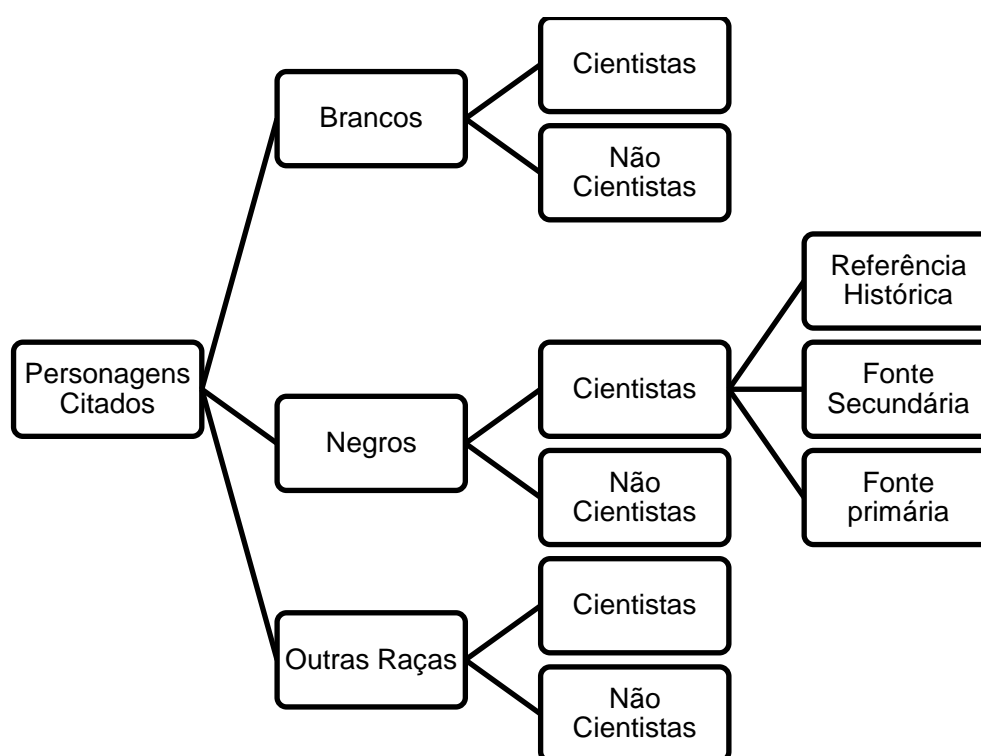 Cientistas
Brancos
Não
Cientistas
Referência
Histórica
Personagens
Citados
Cientistas
Fonte
Secundária
Negros
Não
Cientistas
Fonte
primária
Cientistas
Outras Raças
Não
Cientistas